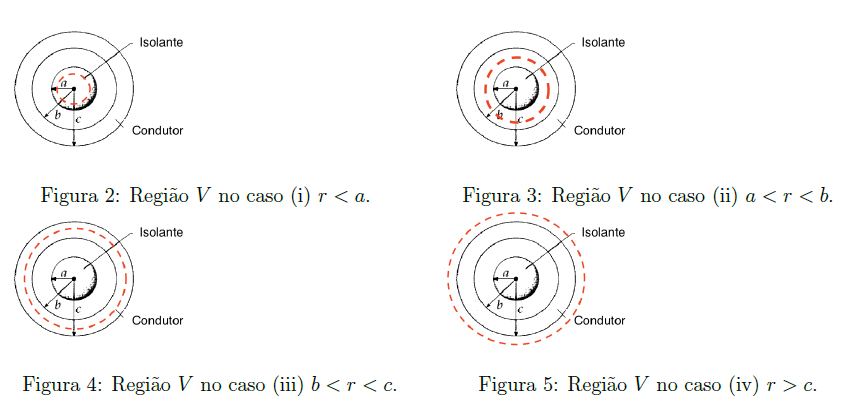 Isolante
a
b
c
Condutor
Figura 2: Região V no caso (i) r < a.
Isolante
a
b
c
Condutor
Figura 3: Região V no caso (ii) a < r < b.
Isolante
a
b
c
Condutor
Figura 4: Região V no caso (iii) b < r < c.
Isolante
a
b
c
Condutor
Figura 5: Região V no caso (iv) r > c.